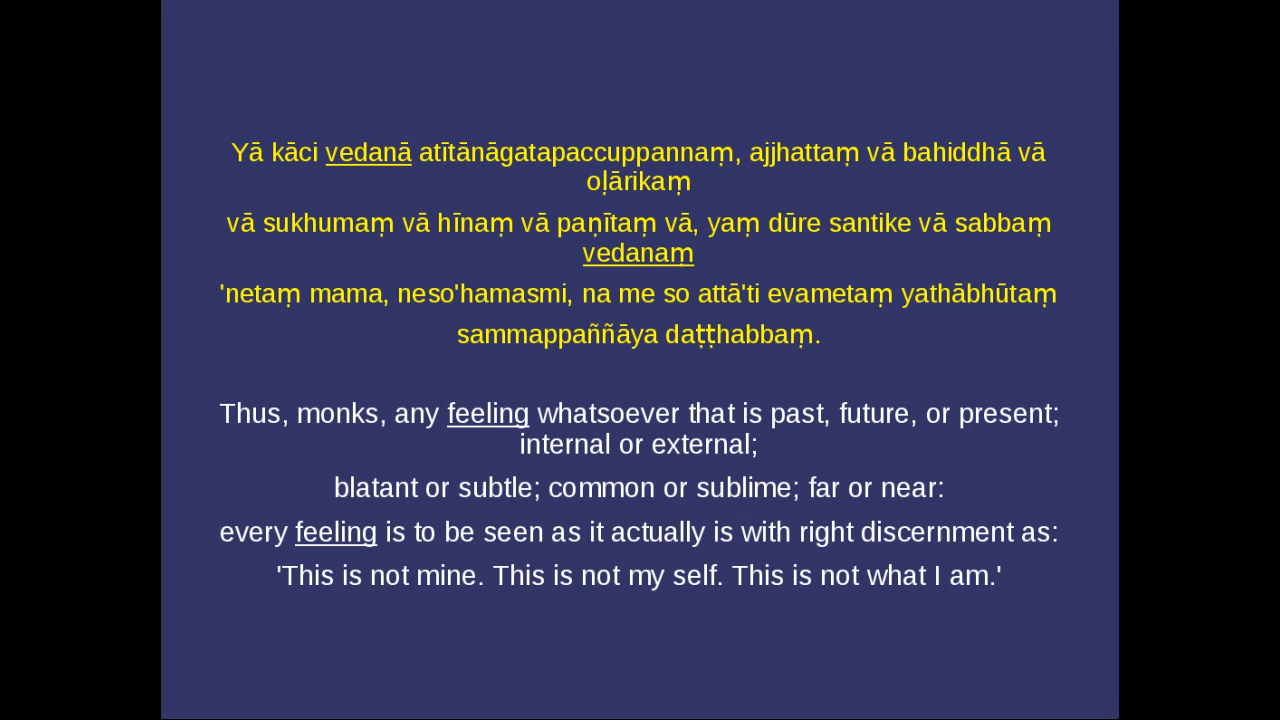 Yā kāci vedanā atītānāgatapaccuppannaṃ, ajjhattaṃ vā bahiddhā vā
oḷārikaṃ
vā sukhumaṃ vā hīnaṃ vā paṇītaṃ vā, yaṃ dūre santike vā sabbaṃ
vedanaṃ
'netaṃ mama, neso'hamasmi, na me so attā'ti evametaṃ yathābhūtaṃ
sammappaññāya daṭṭhabbaṃ.
Thus, monks, any feeling whatsoever that is past, future, or present;
internal or external;
blatant or subtle; common or sublime; far or near:
every feeling is to be seen as it actually is with right discernment as:
'This is not mine. This is not my self. This is not what I am.'